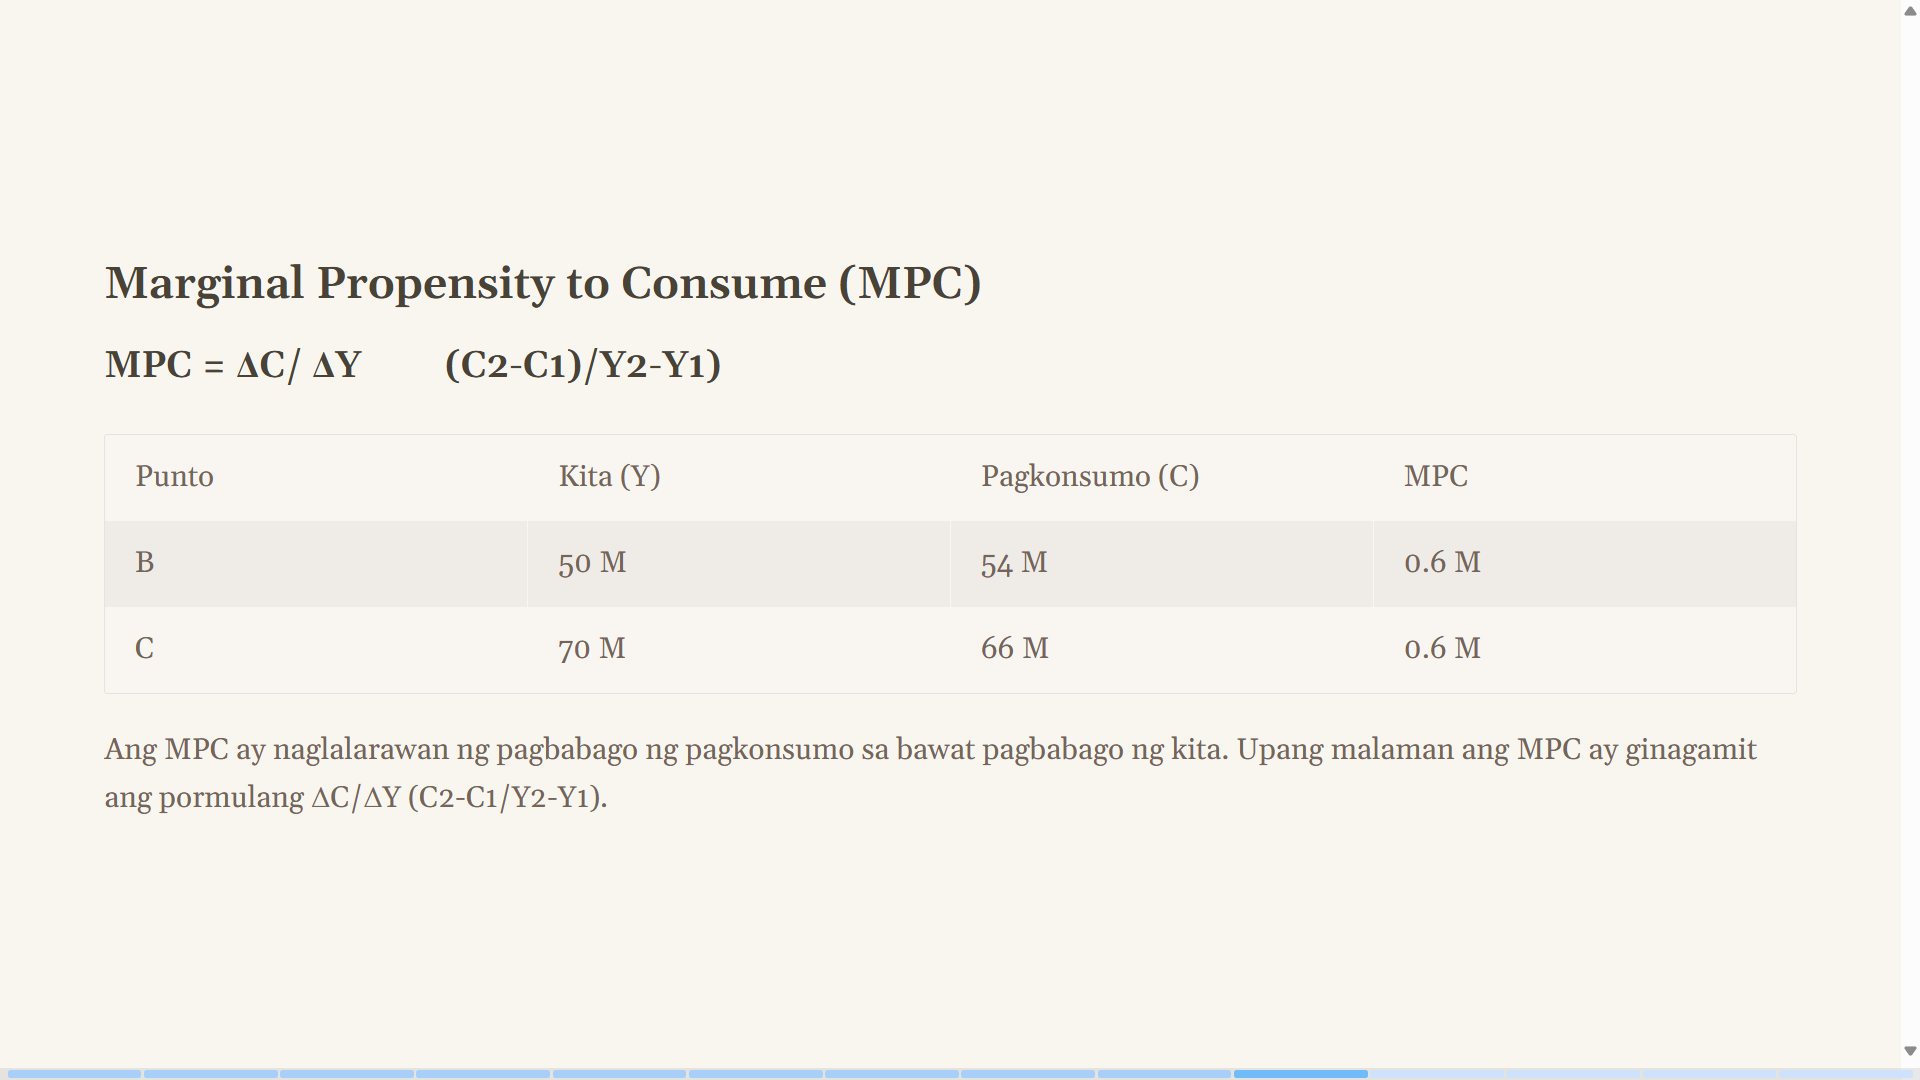 Marginal Propensity to Consume (MPC)
MPC = ΔC/ ΔY (C2-C1)/Y2-Y1)
Punto Kita (Y) Pagkonsumo (C) MPC
B 50 M 54 M 0.6 M
C 70 M 66 M 0.6 M
Ang MPC ay naglalarawan ng pagbabago ng pagkonsumo sa bawat pagbabago ng kita. Upang malaman ang MPC ay ginagamit
ang pormulang ΔC/ΔY (C2-C1/Y2-Y1).